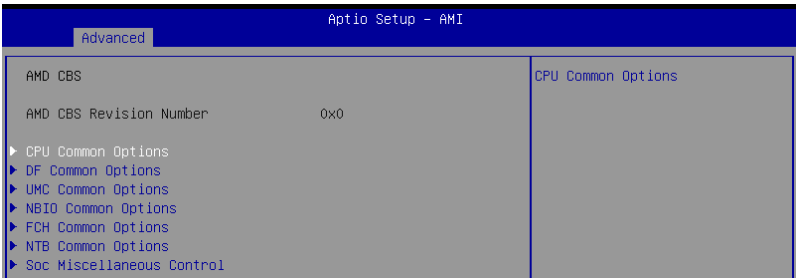 Aptio Setup – AMI
Advanced
AMD CBS
CPU Common Options
AMD CBS Revision Number 0x0
CPU Common Options
DF Common Options
UMC Common Options
NBIO Common Options
FCH Common Options
NTB Common Options
Soc Miscellaneous Control